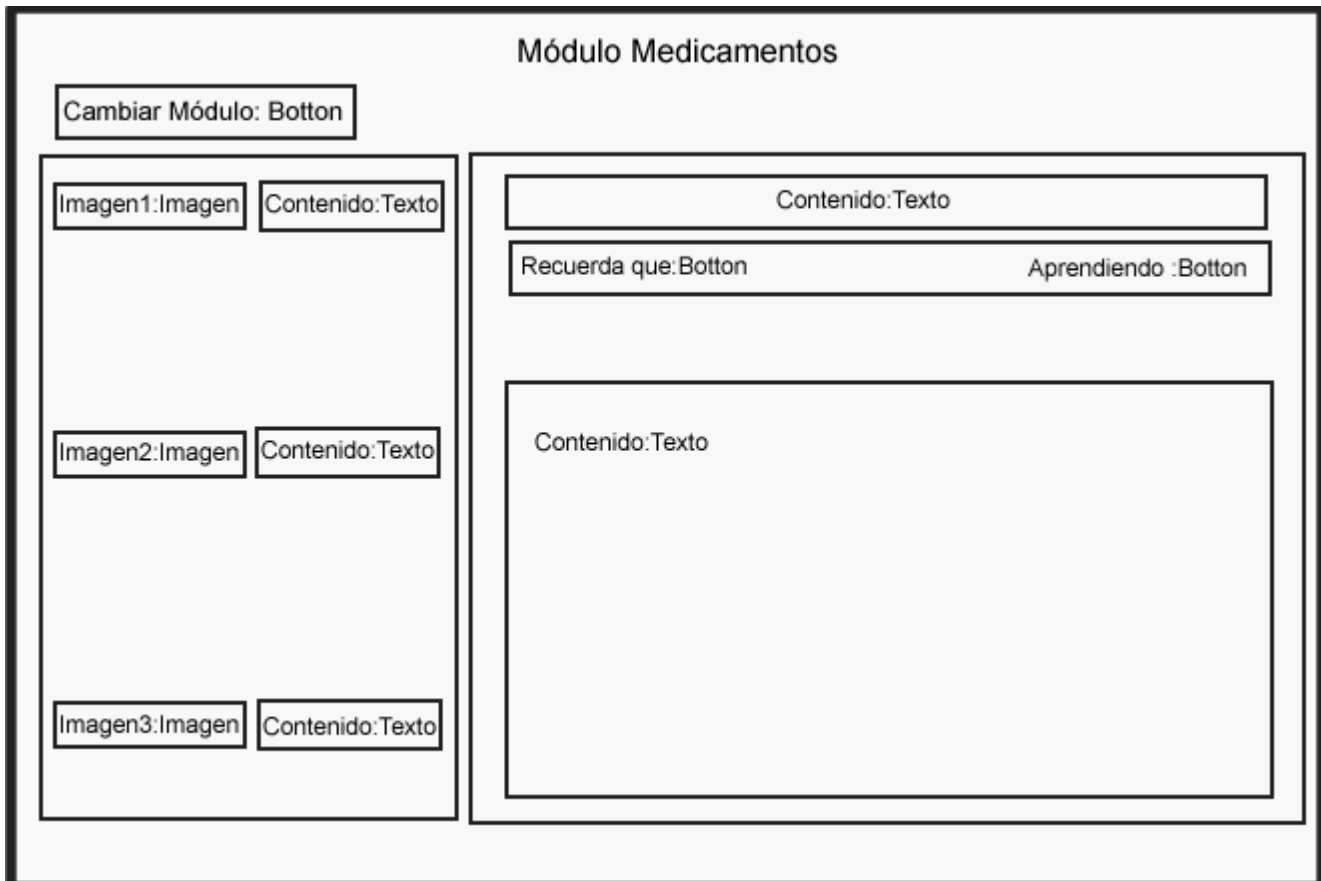 Módulo Medicamentos
Cambiar Módulo: Botton
Imagen1:Imagen
Contenido:Texto
Imagen2:Imagen
Contenido:Texto
Imagen3:Imagen
Contenido:Texto
Contenido:Texto
Recuerda que:Botton
Aprendiendo :Botton
Contenido:Texto